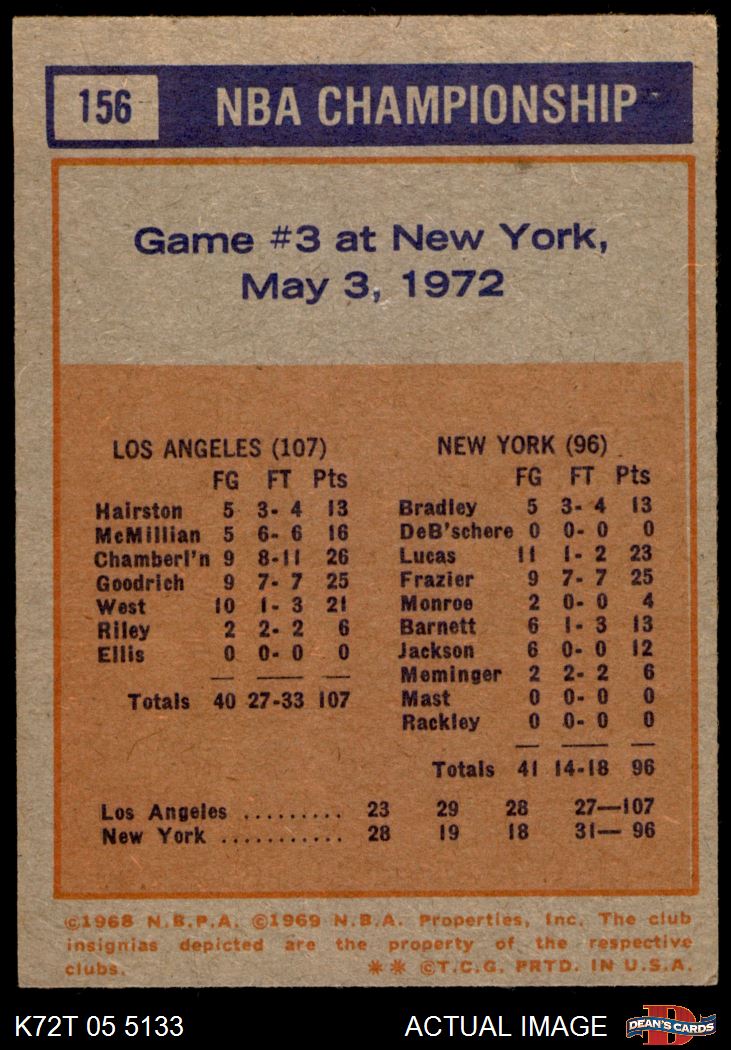 156 NBA CHAMPIONSHIP
Game #3 at New York,
May 3, 1972
LOS ANGELES (107)
FG FT Pts
Hairston 5 3- 4 13
McMillian 5 6- 6 16
Chamberl'n 9 8-11 26
Goodrich 9 7- 7 25
West 10 1- 3 21
Riley 2 2- 2 6
Ellis 0 0- 0 0
Totals 40 27-33 107
NEW YORK (96)
FG FT Pts
Bradley 5 3- 4 13
DeB'schere 0 0- 0 0
Lucas 11 1- 2 23
Frazier 9 7- 7 25
Monroe 2 0- 0 4
Barnett 6 1- 3 13
Jackson 6 0- 0 12
Meminger 2 2- 2 6
Mast 0 0- 0 0
Rackley 0 0- 0 0
Totals 41 14-18 96
Los Angeles ......... 23 29 28 27—107
New York ........... 28 19 18 31— 96
©1968 N.B.P.A. ©1969 N.B.A. Properties, Inc. The club
insignias depicted are the property of the respective
clubs. ** ©T.C.G. PRTD. IN U.S.A.
K72T 05 5133 ACTUAL IMAGE D DEAN'S CARDS